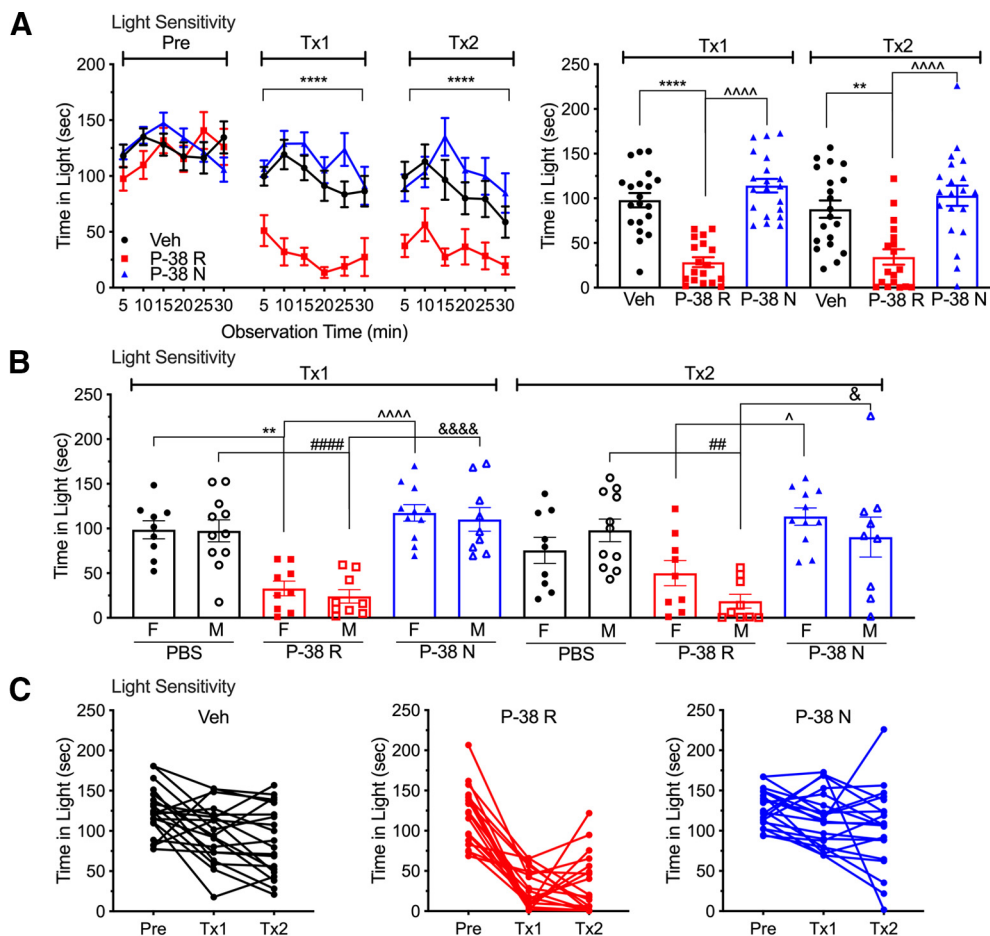 A
Light Sensitivity
Pre Tx1 Tx2
**** ****
Time in Light (sec)
200
150
100
50
0
Veh
P-38 R
P-38 N
5 10 15 20 25 30 5 10 15 20 25 30 5 10 15 20 25 30
Observation Time (min)
Tx1 Tx2
**** ^^^^ ** ^^^^
Time in Light (sec)
250
200
150
100
50
0
Veh P-38 R P-38 N Veh P-38 R P-38 N
B
Light Sensitivity
Tx1 Tx2
** ^^^^ #### &&&& ## ^ &
Time in Light (sec)
250
200
150
100
50
0
F M F M F M F M F M F M
PBS P-38 R P-38 N PBS P-38 R P-38 N
C
Light Sensitivity
Veh
Time in Light (sec)
250
200
150
100
50
0
Pre Tx1 Tx2
P-38 R
Time in Light (sec)
250
200
150
100
50
0
Pre Tx1 Tx2
P-38 N
Time in Light (sec)
250
200
150
100
50
0
Pre Tx1 Tx2